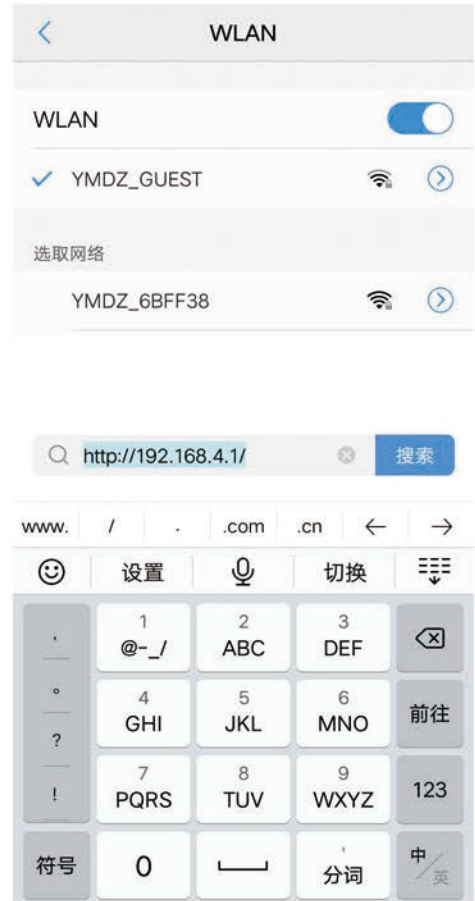 WLAN
WLAN
YMDZ_GUEST
选取网络
YMDZ_6BFF38
http://192.168.4.1/ 搜索
www. / . .com .cn ← →
设置 切换
, 1 2 3
@-_/ ABC DEF
。 4 5 6 前往
GHI JKL MNO
?
! 7 8 9 123
PQRS TUV WXYZ
符号 0 ' 分词 中/英